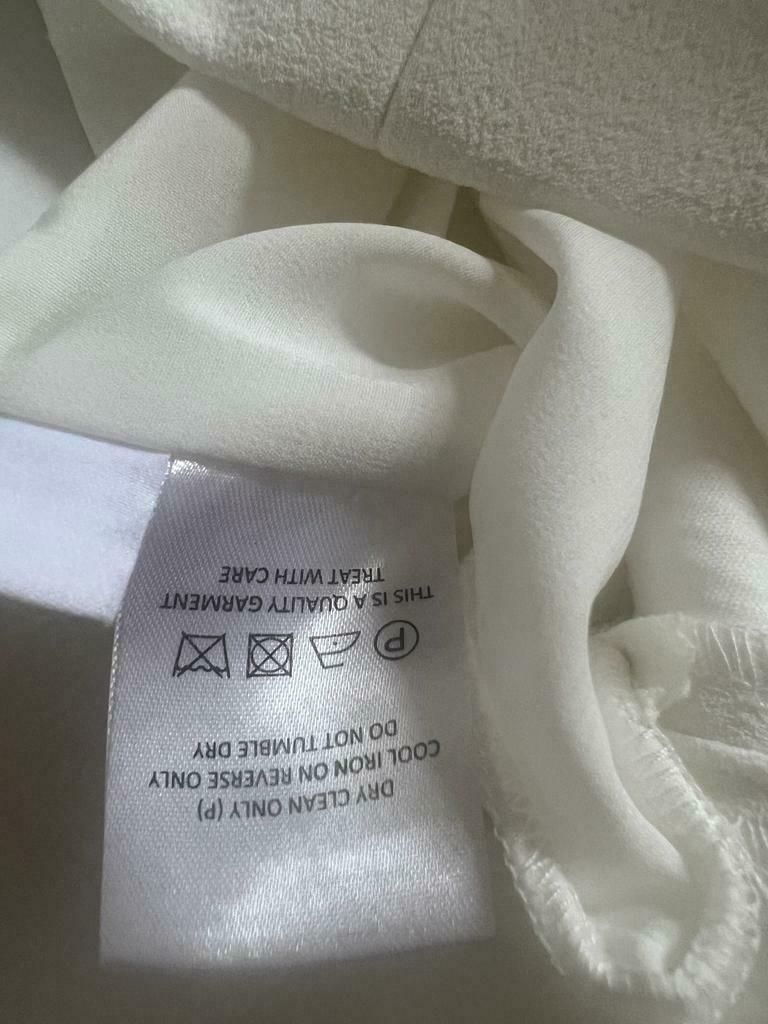 DRY CLEAN ONLY (P)
COOL IRON ON REVERSE ONLY
DO NOT TUMBLE DRY
P
THIS IS A QUALITY GARMENT
TREAT WITH CARE